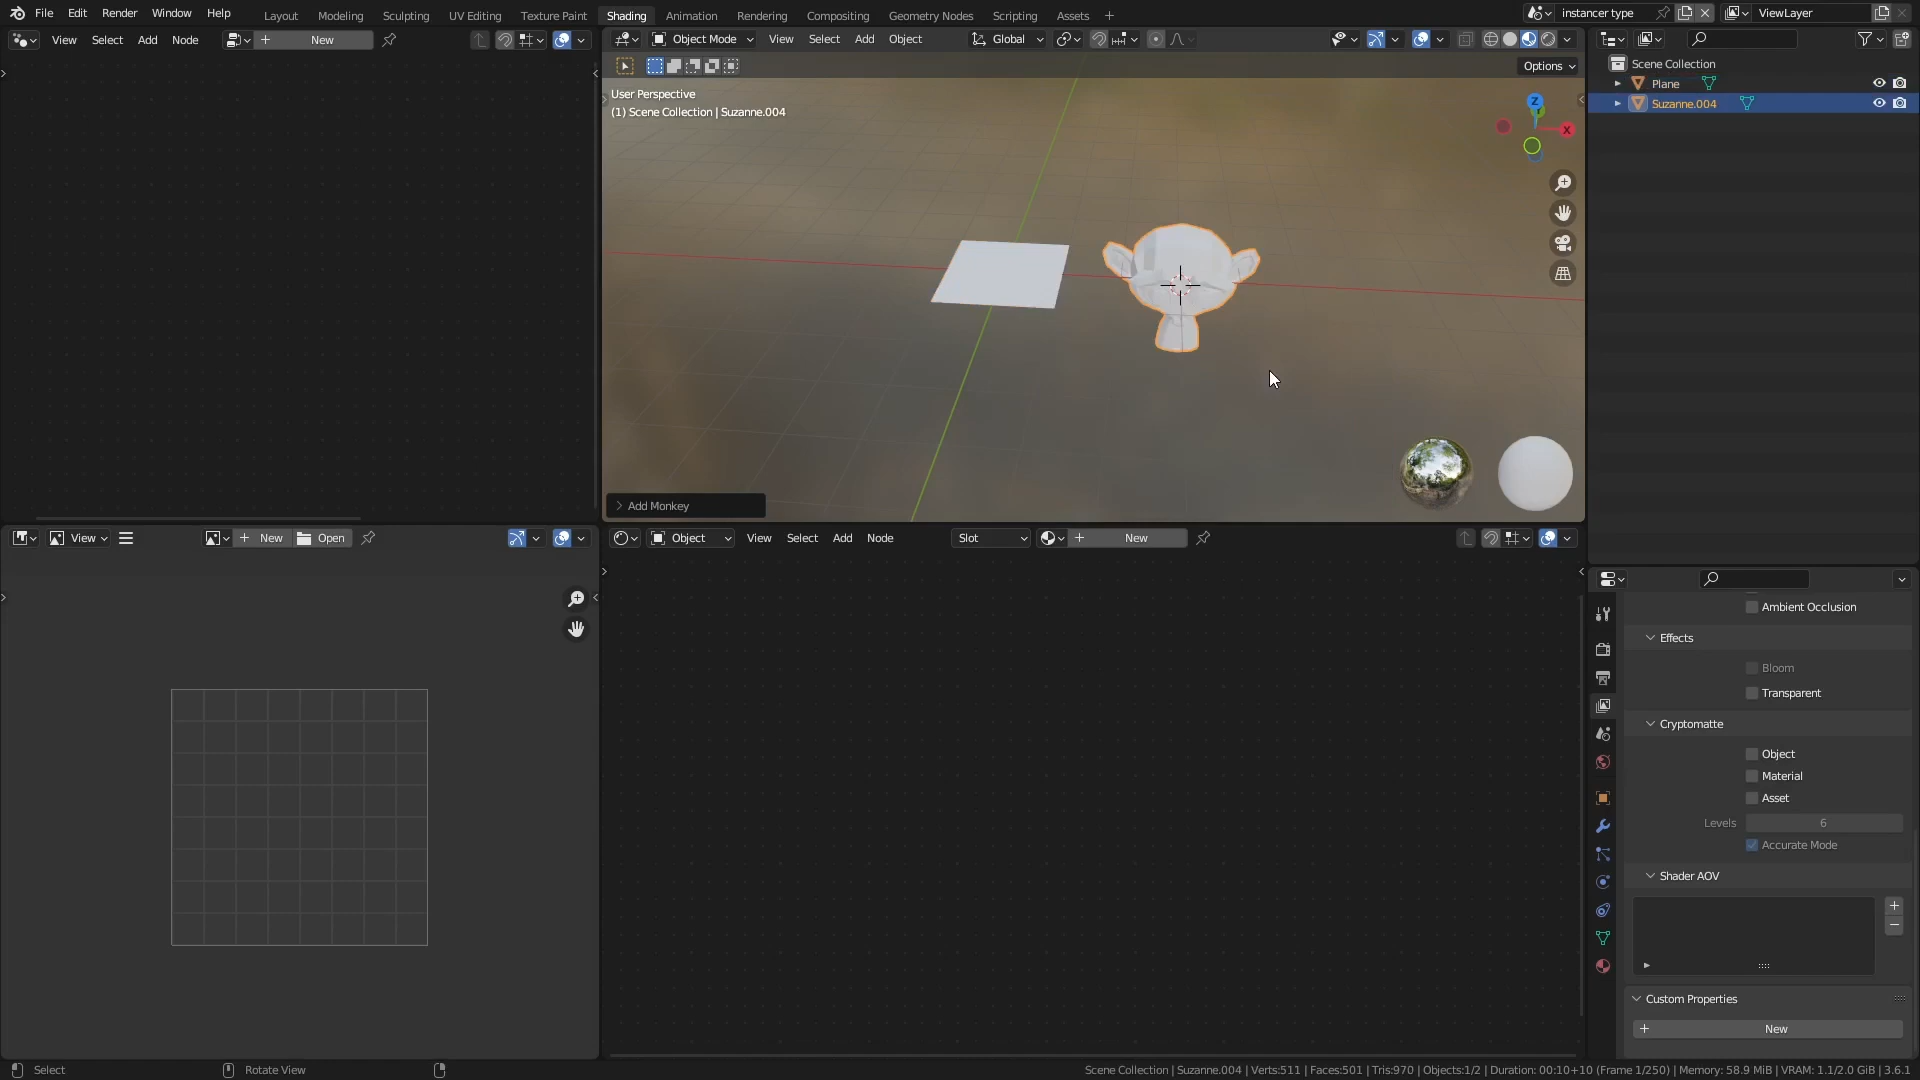 File Edit Render Window Help Layout Modeling Sculpting UV Editing Texture Paint Shading Animation Rendering Compositing Geometry Nodes Scripting Assets + instancer type ViewLayer
View Select Add Node + New
Object Mode View Select Add Object Global
Options
User Perspective
(1) Scene Collection | Suzanne.004
Z
X
Add Monkey
Scene Collection
Plane
Suzanne.004
View + New Open
Object View Select Add Node Slot + New
Ambient Occlusion
Effects
Bloom
Transparent
Cryptomatte
Object
Material
Asset
Levels 6
Accurate Mode
Shader AOV
Custom Properties
+ New
Select Rotate View
Scene Collection | Suzanne.004 | Verts:511 | Faces:501 | Tris:970 | Objects:1/2 | Duration: 00:10+10 (Frame 1/250) | Memory: 58.9 MiB | VRAM: 1.1/2.0 GiB | 3.6.1